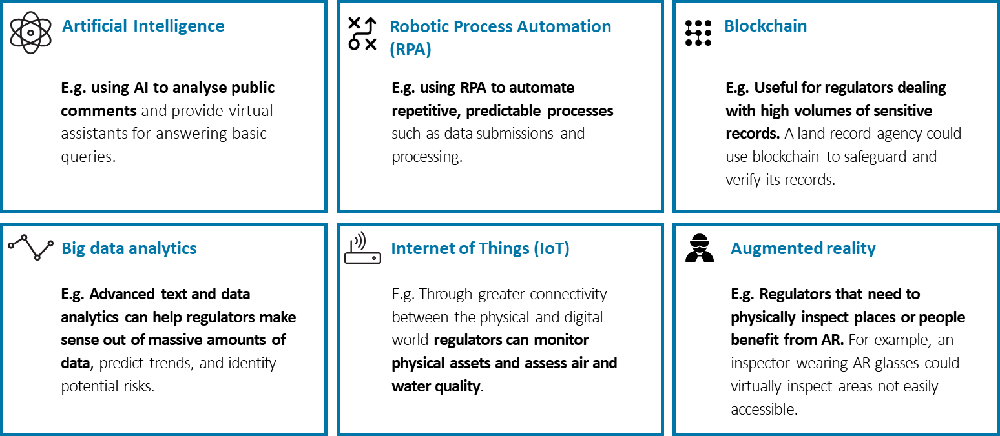 Artificial Intelligence
E.g. using AI to analyse public
comments and provide virtual
assistants for answering basic
queries.
Robotic Process Automation
(RPA)
E.g. using RPA to automate
repetitive, predictable processes
such as data submissions and
processing.
Blockchain
E.g. Useful for regulators dealing
with high volumes of sensitive
records. A land record agency could
use blockchain to safeguard and
verify its records.
Big data analytics
E.g. Advanced text and data
analytics can help regulators make
sense out of massive amounts of
data, predict trends, and identify
potential risks.
Internet of Things (IoT)
E.g. Through greater connectivity
between the physical and digital
world regulators can monitor
physical assets and assess air and
water quality.
Augmented reality
E.g. Regulators that need to
physically inspect places or people
benefit from AR. For example, an
inspector wearing AR glasses could
virtually inspect areas not easily
accessible.